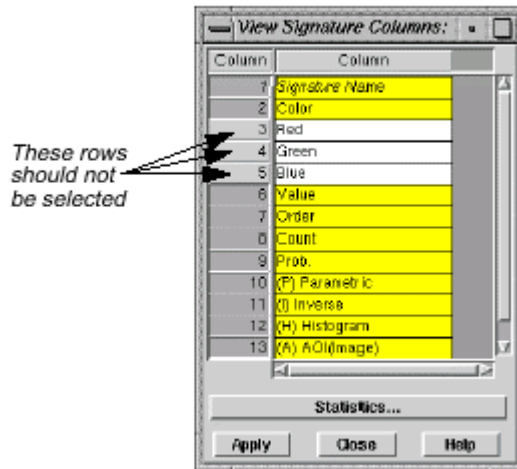 View Signature Columns:
Column Column
1 Signature Name
2 Color
3 Red
4 Green
5 Blue
6 Value
7 Order
8 Count
9 Prob.
10 (P) Parametric
11 (I) Inverse
12 (H) Histogram
13 (A) AOI(Image)
These rows
should not
be selected
Statistics...
Apply Close Help